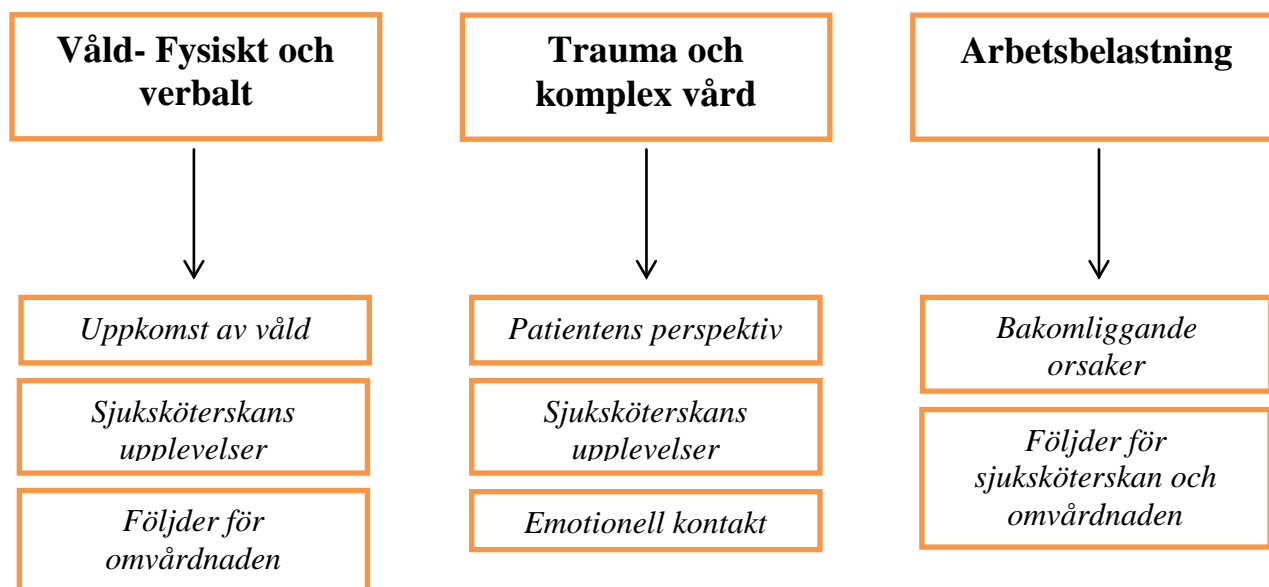 Våld- Fysiskt och
verbalt
Uppkomst av våld
Sjuksköterskans
upplevelser
Följder för
omvårdnaden
Trauma och
komplex vård
Patientens perspektiv
Sjuksköterskans
upplevelser
Emotionell kontakt
Arbetsbelastning
Bakomliggande
orsaker
Följder för
sjuksköterskan och
omvårdnaden